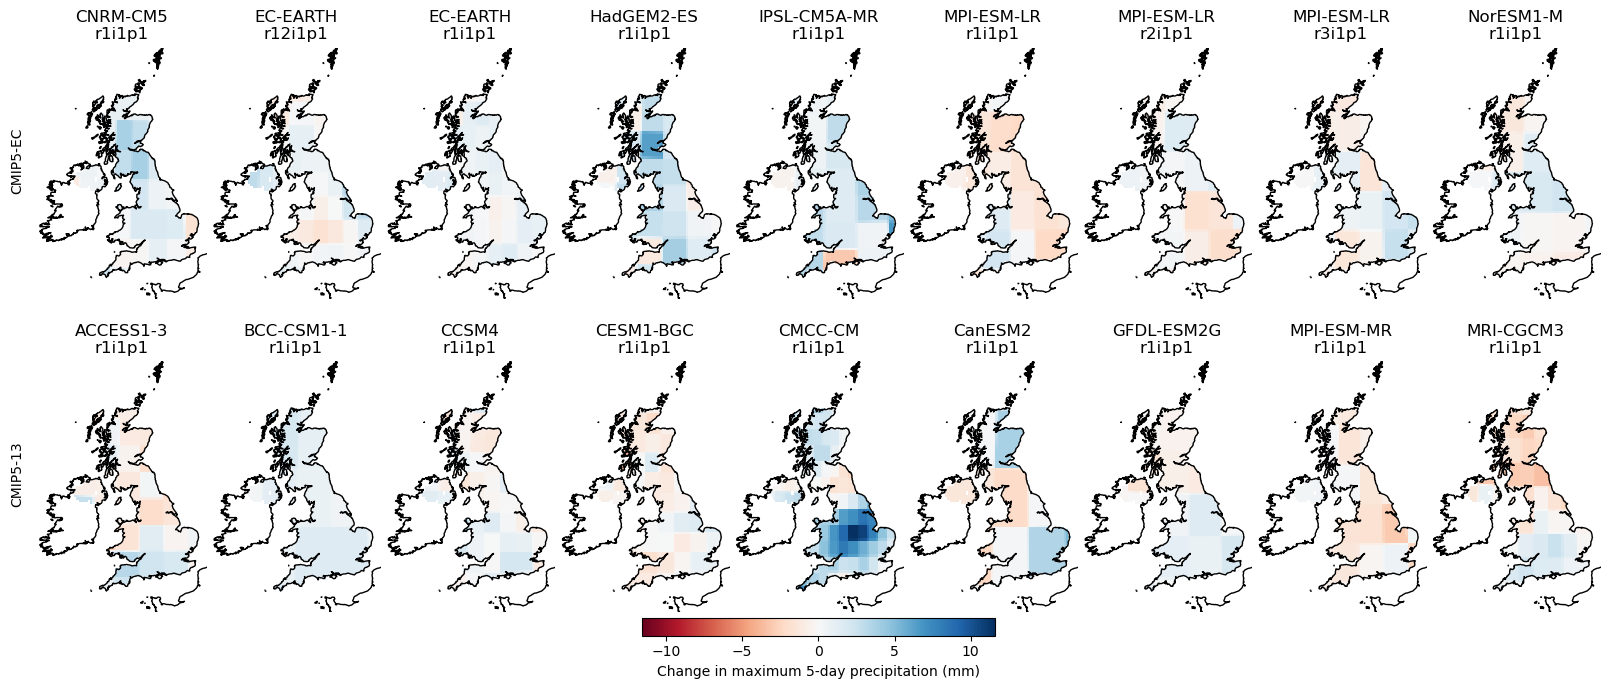 CNRM-CM5 EC-EARTH EC-EARTH HadGEM2-ES IPSL-CM5A-MR MPI-ESM-LR MPI-ESM-LR MPI-ESM-LR NorESM1-M
r1i1p1 r12i1p1 r1i1p1 r1i1p1 r1i1p1 r1i1p1 r2i1p1 r3i1p1 r1i1p1
CMIP5-EC
ACCESS1-3 BCC-CSM1-1 CCSM4 CESM1-BGC CMCC-CM CanESM2 GFDL-ESM2G MPI-ESM-MR MRI-CGCM3
r1i1p1 r1i1p1 r1i1p1 r1i1p1 r1i1p1 r1i1p1 r1i1p1 r1i1p1 r1i1p1
CMIP5-13
−10 −5 0 5 10
Change in maximum 5-day precipitation (mm)